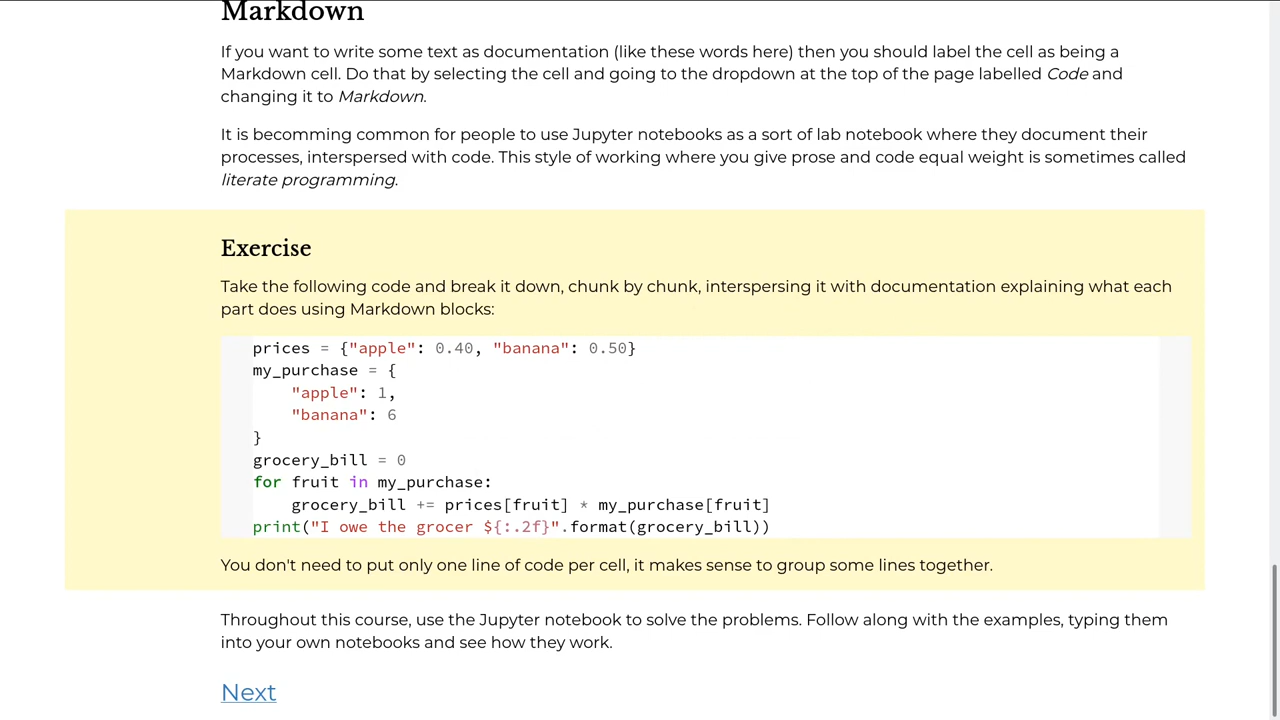 Markdown
If you want to write some text as documentation (like these words here) then you should label the cell as being a
Markdown cell. Do that by selecting the cell and going to the dropdown at the top of the page labelled Code and
changing it to Markdown.
It is becomming common for people to use Jupyter notebooks as a sort of lab notebook where they document their
processes, interspersed with code. This style of working where you give prose and code equal weight is sometimes called
literate programming.
Exercise
Take the following code and break it down, chunk by chunk, interspersing it with documentation explaining what each
part does using Markdown blocks:
prices = {"apple": 0.40, "banana": 0.50}
my_purchase = {
    "apple": 1,
    "banana": 6
}
grocery_bill = 0
for fruit in my_purchase:
    grocery_bill += prices[fruit] * my_purchase[fruit]
print("I owe the grocer ${:.2f}".format(grocery_bill))
You don't need to put only one line of code per cell, it makes sense to group some lines together.
Throughout this course, use the Jupyter notebook to solve the problems. Follow along with the examples, typing them
into your own notebooks and see how they work.
Next